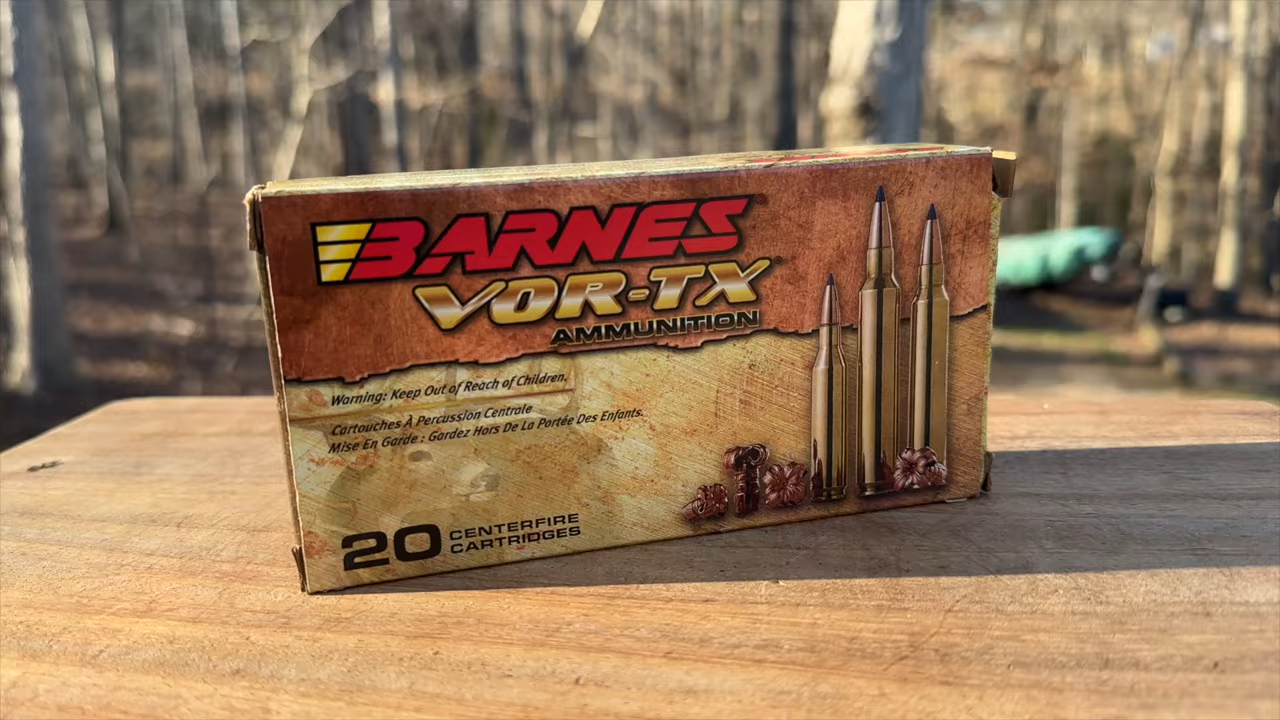 BARNES
VOR-TX
AMMUNITION
Warning: Keep Out of Reach of Children.
Cartouches À Percussion Centrale
Mise En Garde : Gardez Hors De La Portée Des Enfants.
20 CENTERFIRE
CARTRIDGES